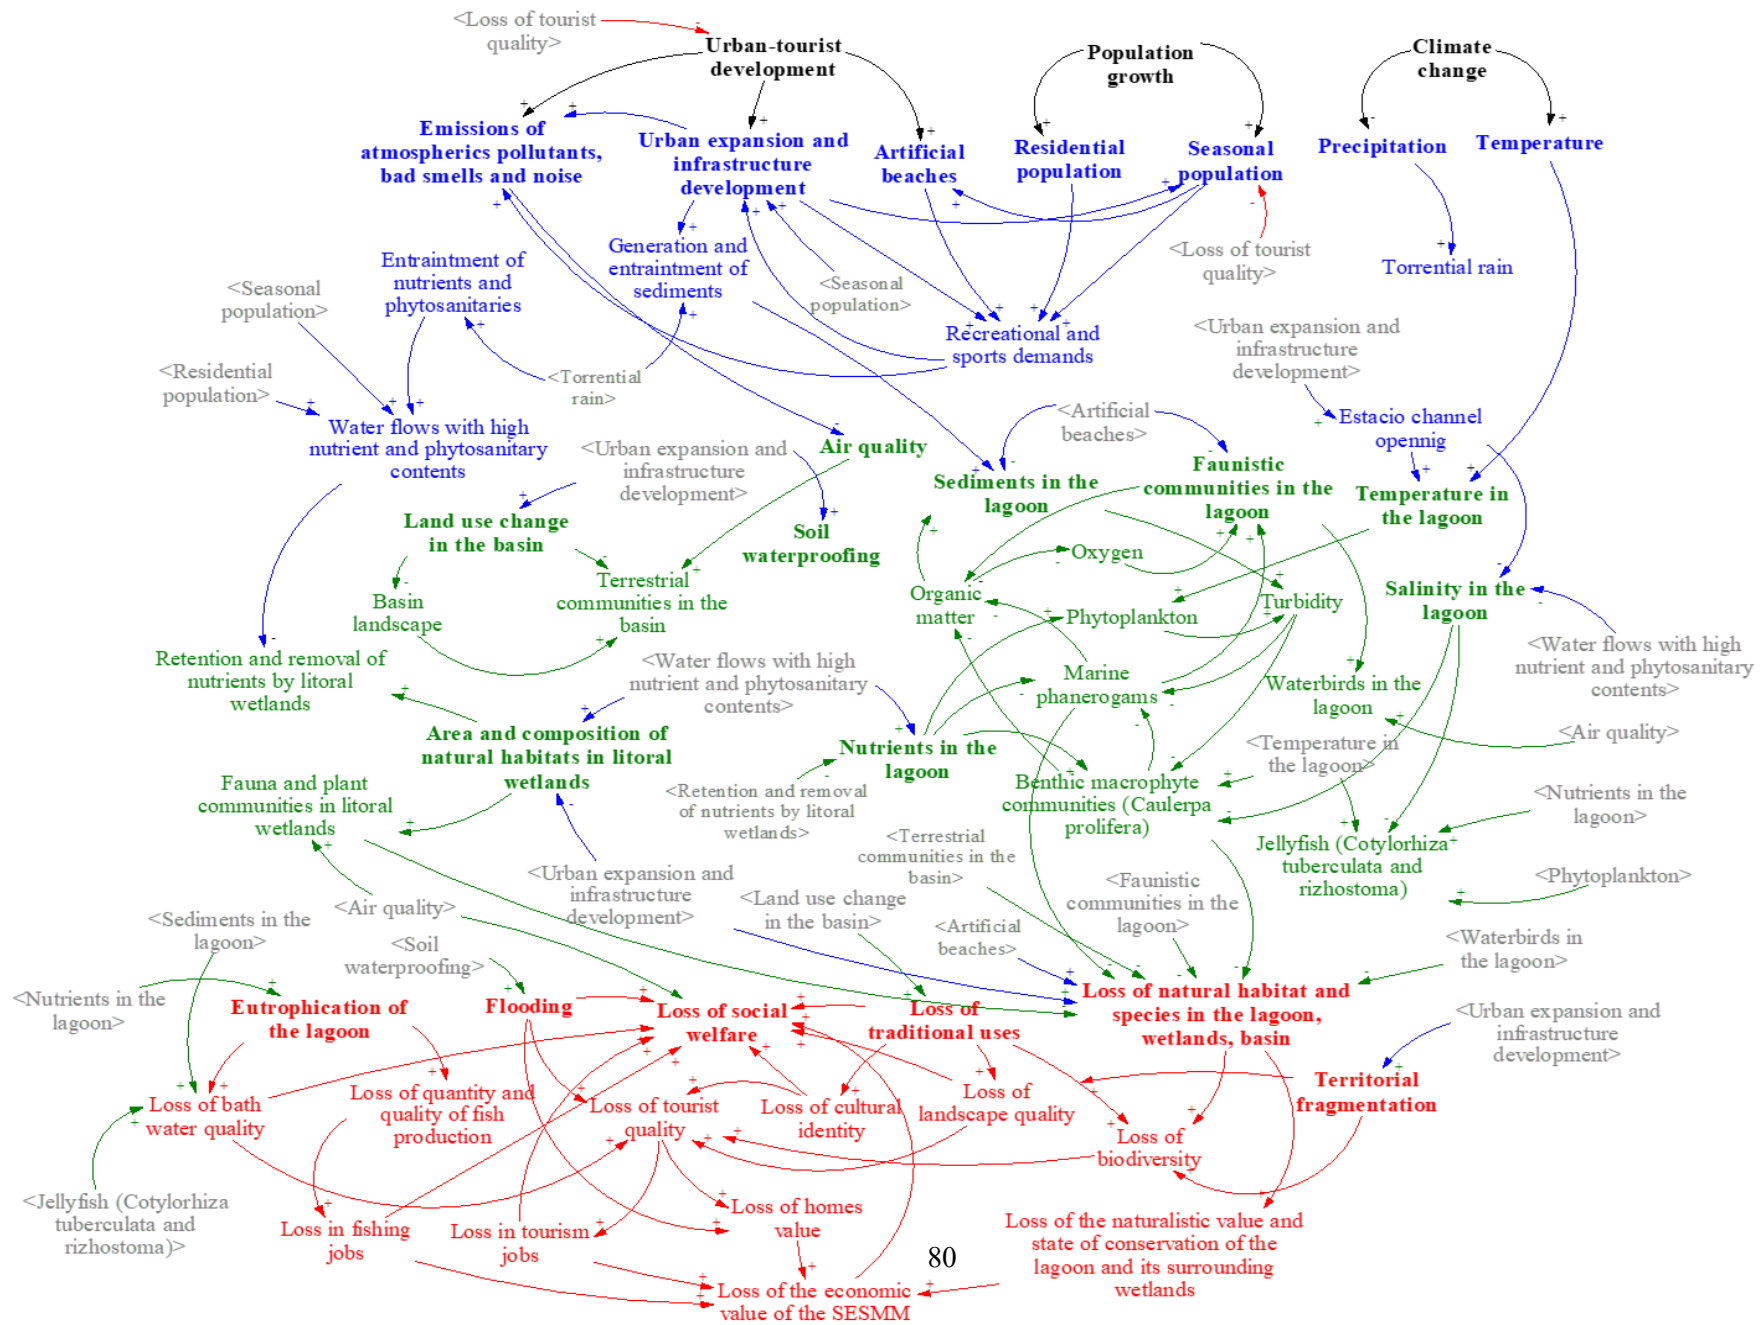 <Loss of tourist
quality>
Urban-tourist
development
Population
growth
Climate
change
Emissions of
atmospherics pollutants,
bad smells and noise
Urban expansion and
infrastructure
development
Artificial
beaches
Residential
population
Seasonal
population
Precipitation
Temperature
Entraintment of
nutrients and
phytosanitaries
Generation and
entraintment of
sediments
<Seasonal
population>
<Loss of tourist
quality>
Torrential rain
<Seasonal
population>
<Residential
population>
<Torrential
rain>
Recreational and
sports demands
<Urban expansion and
infrastructure
development>
Water flows with high
nutrient and phytosanitary
contents
<Urban expansion and
infrastructure
development>
Air quality
<Artificial
beaches>
Estacio channel
opennig
Land use change
in the basin
Soil
waterproofing
Sediments in the
lagoon
Faunistic
communities in the
lagoon
Temperature in
the lagoon
Basin
landscape
Terrestrial
communities in the
basin
Oxygen
Organic
matter
Phytoplankton
Turbidity
Salinity in the
lagoon
Retention and removal of
nutrients by litoral
wetlands
<Water flows with high
nutrient and phytosanitary
contents>
Marine
phanerogams
Waterbirds in the
lagoon
<Water flows with high
nutrient and phytosanitary
contents>
Area and composition of
natural habitats in litoral
wetlands
Nutrients in the
lagoon
<Temperature in
the lagoon>
<Air quality>
Fauna and plant
communities in litoral
wetlands
<Retention and removal
of nutrients by litoral
wetlands>
Benthic macrophyte
communities (Caulerpa
prolifera)
<Nutrients in the
lagoon>
<Terrestrial
communities in the
basin>
Jellyfish (Cotylorhiza
tuberculata and
rizhostoma)
<Urban expansion and
infrastructure
development>
<Land use change
in the basin>
<Faunistic
communities in the
lagoon>
<Phytoplankton>
<Air quality>
<Sediments in the
lagoon>
<Soil
waterproofing>
<Artificial
beaches>
<Waterbirds in
the lagoon>
<Nutrients in the
lagoon>
Eutrophication of
the lagoon
Flooding
Loss of social
welfare
Loss of
traditional uses
Loss of natural habitat and
species in the lagoon,
wetlands, basin
<Urban expansion and
infrastructure
development>
Loss of bath
water quality
Loss of quantity and
quality of fish
production
Loss of tourist
quality
Loss of cultural
identity
Loss of
landscape quality
Territorial
fragmentation
Loss of
biodiversity
<Jellyfish (Cotylorhiza
tuberculata and
rizhostoma)>
Loss in fishing
jobs
Loss in tourism
jobs
Loss of homes
value
Loss of the naturalistic value and
state of conservation of the
lagoon and its surrounding
wetlands
80
Loss of the economic
value of the SESMM